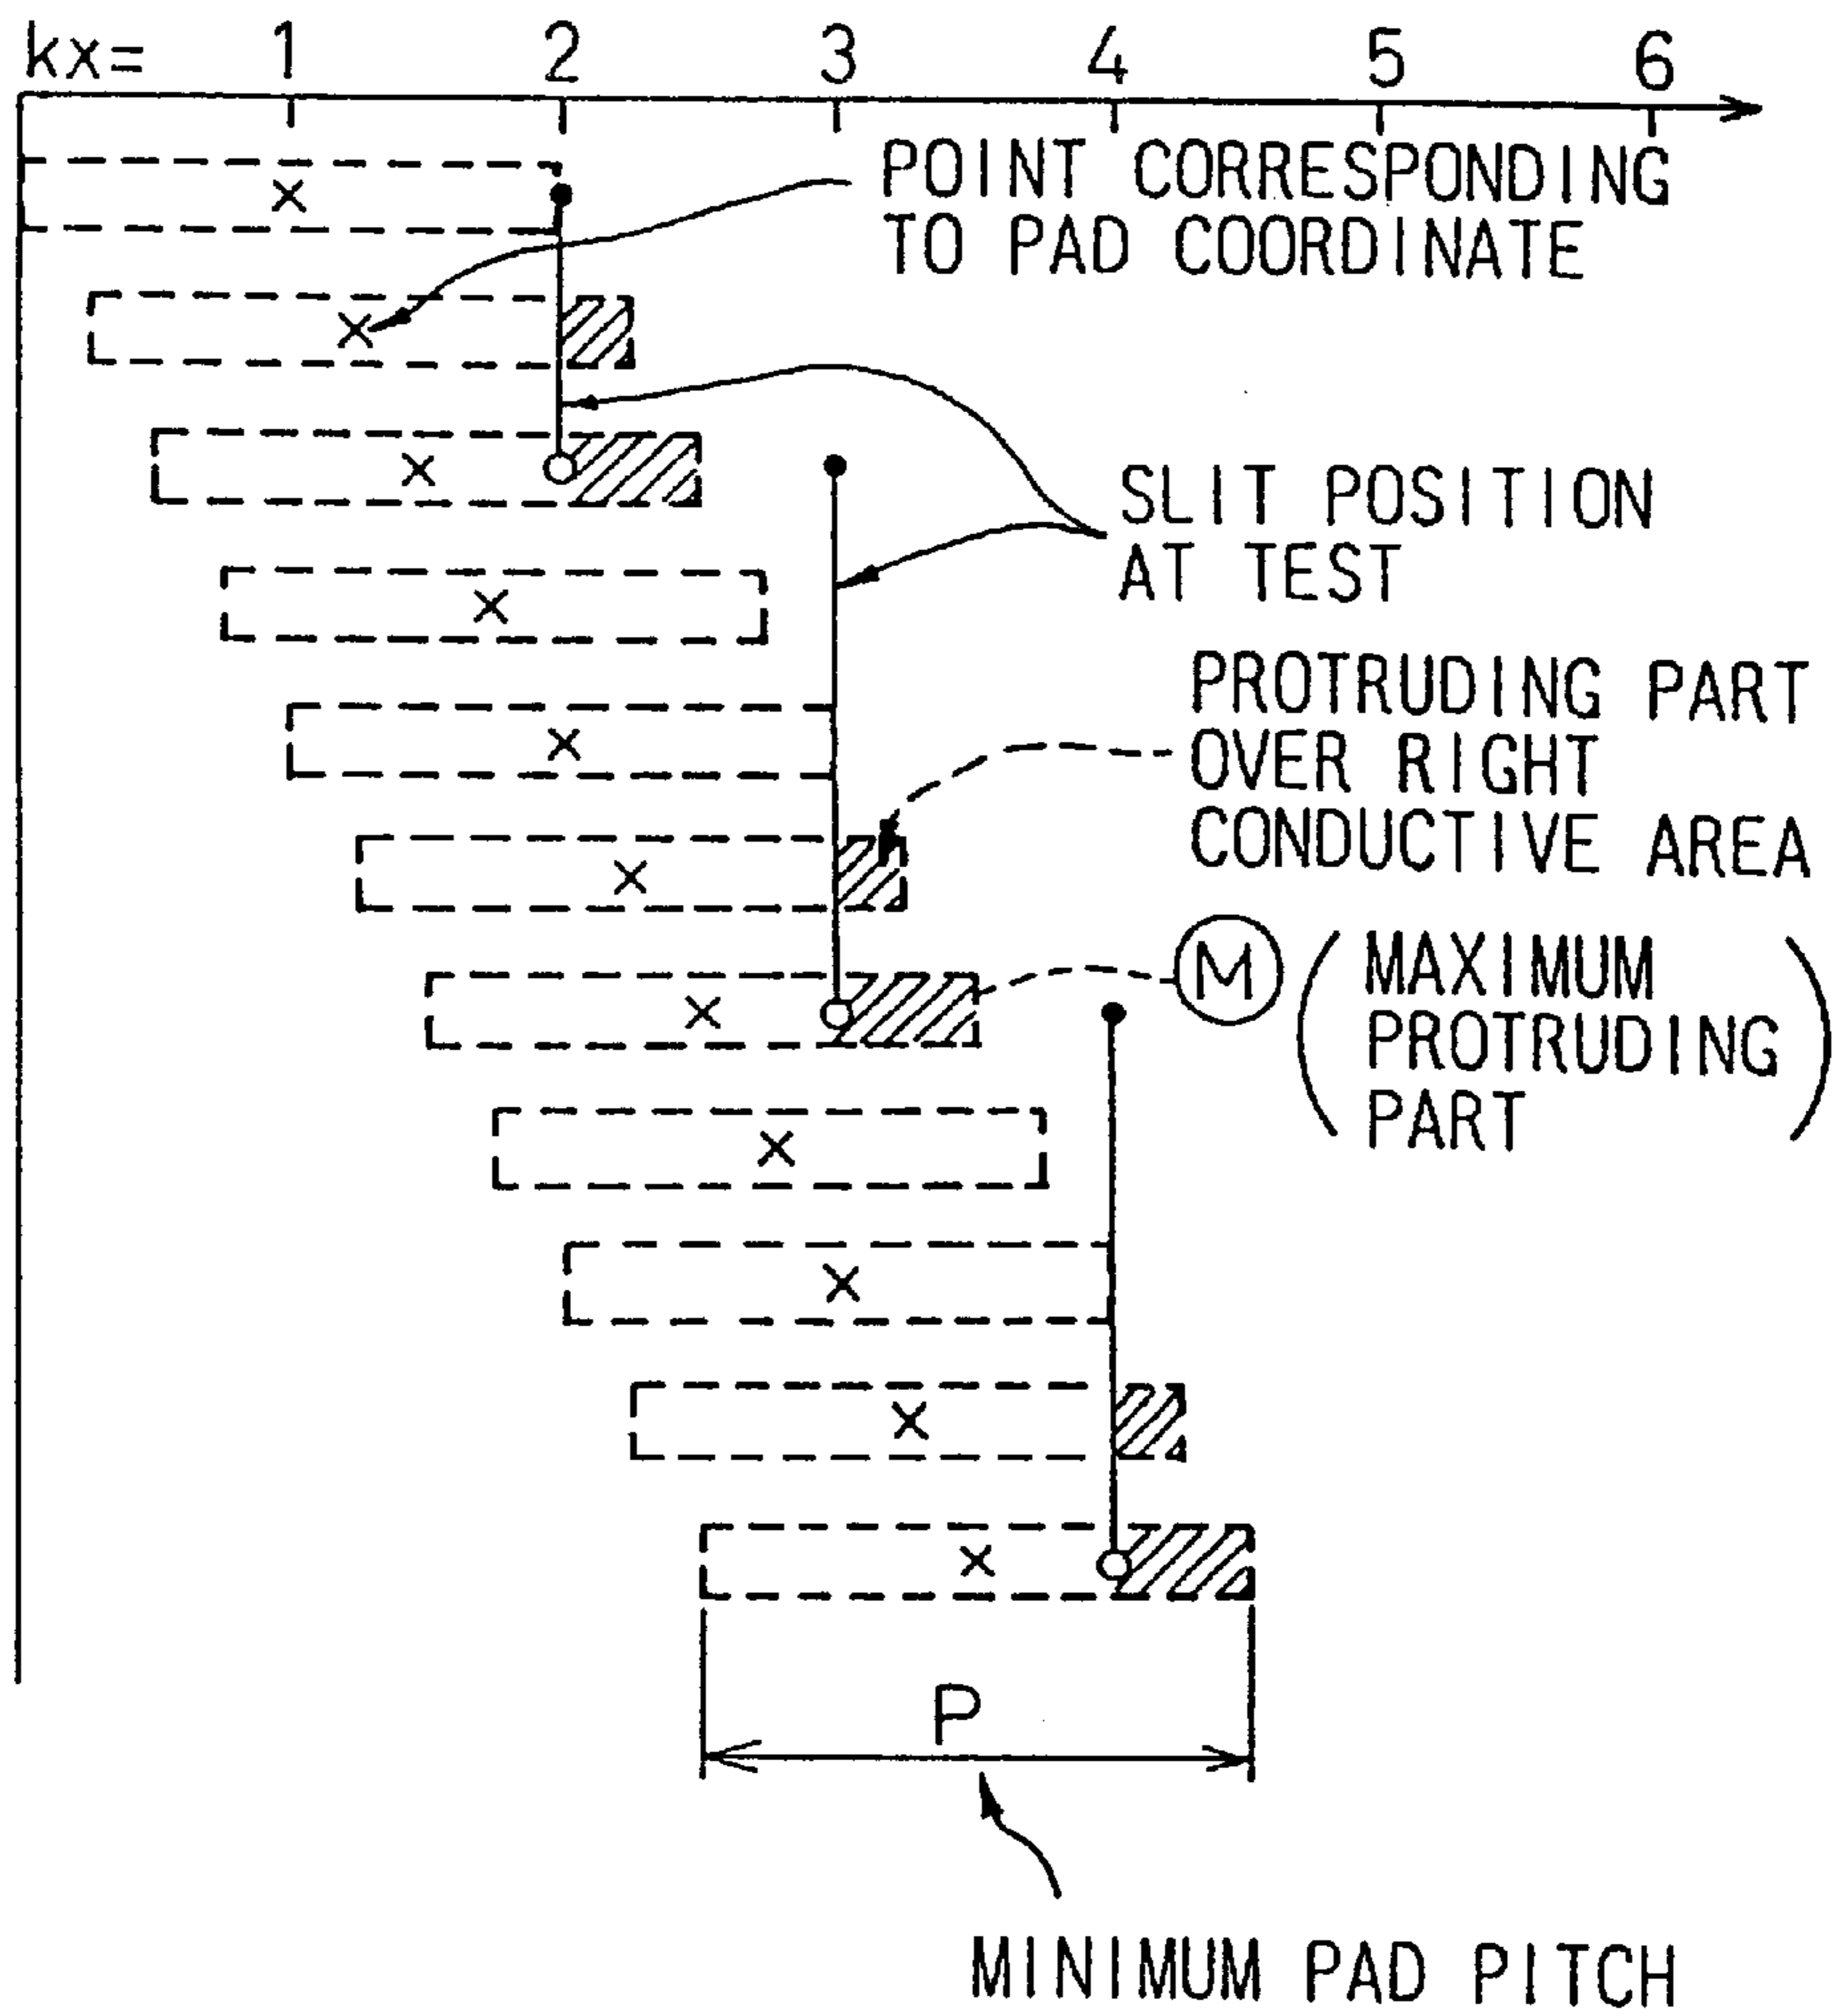 kx= 1 2 3 4 5 6
POINT CORRESPONDING
TO PAD COORDINATE
SLIT POSITION
AT TEST
PROTRUDING PART
OVER RIGHT
CONDUCTIVE AREA
M
MAXIMUM
PROTRUDING
PART
P
MINIMUM PAD PITCH